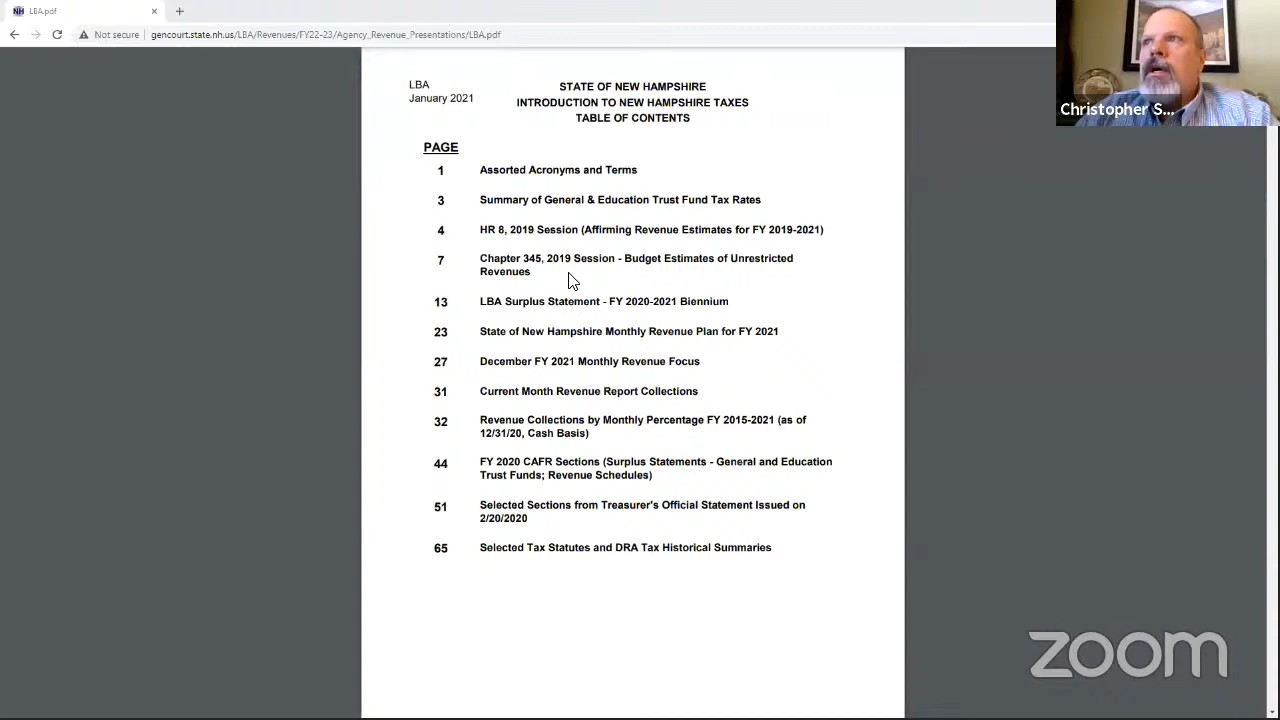 NH LBA.pdf
Not secure | gencourt.state.nh.us/LBA/Revenues/FY22-23/Agency_Revenue_Presentations/LBA.pdf
Christopher S...
LBA
January 2021
STATE OF NEW HAMPSHIRE
INTRODUCTION TO NEW HAMPSHIRE TAXES
TABLE OF CONTENTS
PAGE
1 Assorted Acronyms and Terms
3 Summary of General & Education Trust Fund Tax Rates
4 HR 8, 2019 Session (Affirming Revenue Estimates for FY 2019-2021)
7 Chapter 345, 2019 Session - Budget Estimates of Unrestricted
Revenues
13 LBA Surplus Statement - FY 2020-2021 Biennium
23 State of New Hampshire Monthly Revenue Plan for FY 2021
27 December FY 2021 Monthly Revenue Focus
31 Current Month Revenue Report Collections
32 Revenue Collections by Monthly Percentage FY 2015-2021 (as of
12/31/20, Cash Basis)
44 FY 2020 CAFR Sections (Surplus Statements - General and Education
Trust Funds; Revenue Schedules)
51 Selected Sections from Treasurer's Official Statement Issued on
2/20/2020
65 Selected Tax Statutes and DRA Tax Historical Summaries
zoom